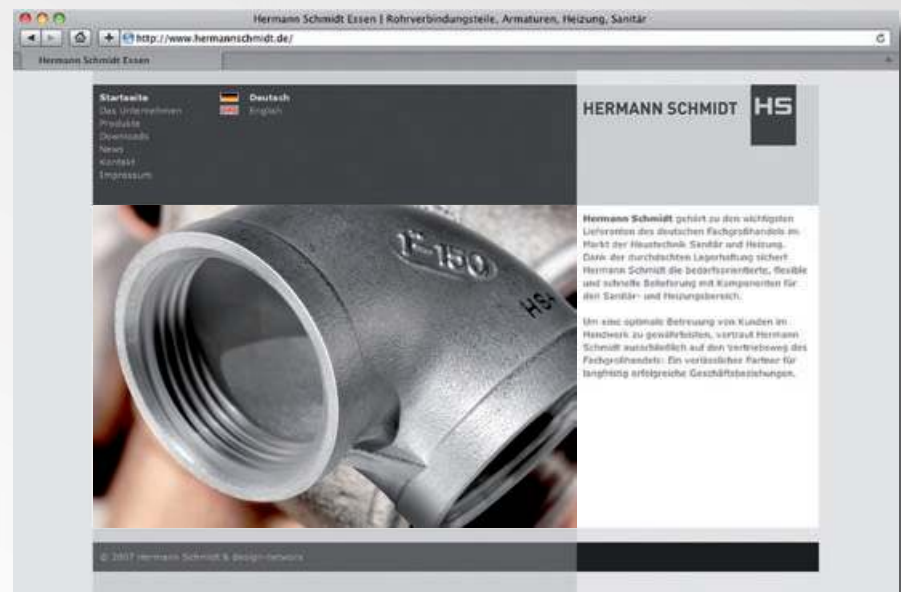 Hermann Schmidt Essen | Rohrverbindungsteile, Armaturen, Heizung, Sanitär
http://www.hermannschmidt.de/
Hermann Schmidt Essen
Startseite
Das Unternehmen
Produkte
Downloads
News
Kontakt
Impressum
Deutsch
English
HERMANN SCHMIDT HS
1"-150
HS
Hermann Schmidt gehört zu den wichtigsten
Lieferanten des deutschen Fachgroßhandels im
Markt der Haustechnik Sanitär und Heizung.
Dank der durchdachten Lagerhaltung sichert
Hermann Schmidt die bedarfsorientierte, flexible
und schnelle Belieferung mit Komponenten für
den Sanitär- und Heizungsbereich.
Um eine optimale Betreuung von Kunden im
Handwerk zu gewährleisten, vertraut Hermann
Schmidt ausschließlich auf den Vertriebsweg des
Fachgroßhandels: Ein verlässlicher Partner für
langfristig erfolgreiche Geschäftsbeziehungen.
© 2007 Hermann Schmidt & design-networx